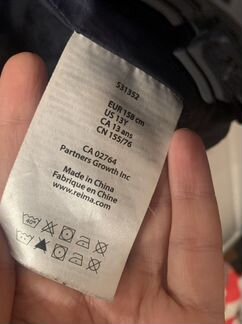 531352
EUR 158 cm
US 13Y
CA 13 ans
CN 155/76
CA 02764
Partners Growth Inc
Made in China
Fabrique en Chine
www.reima.com